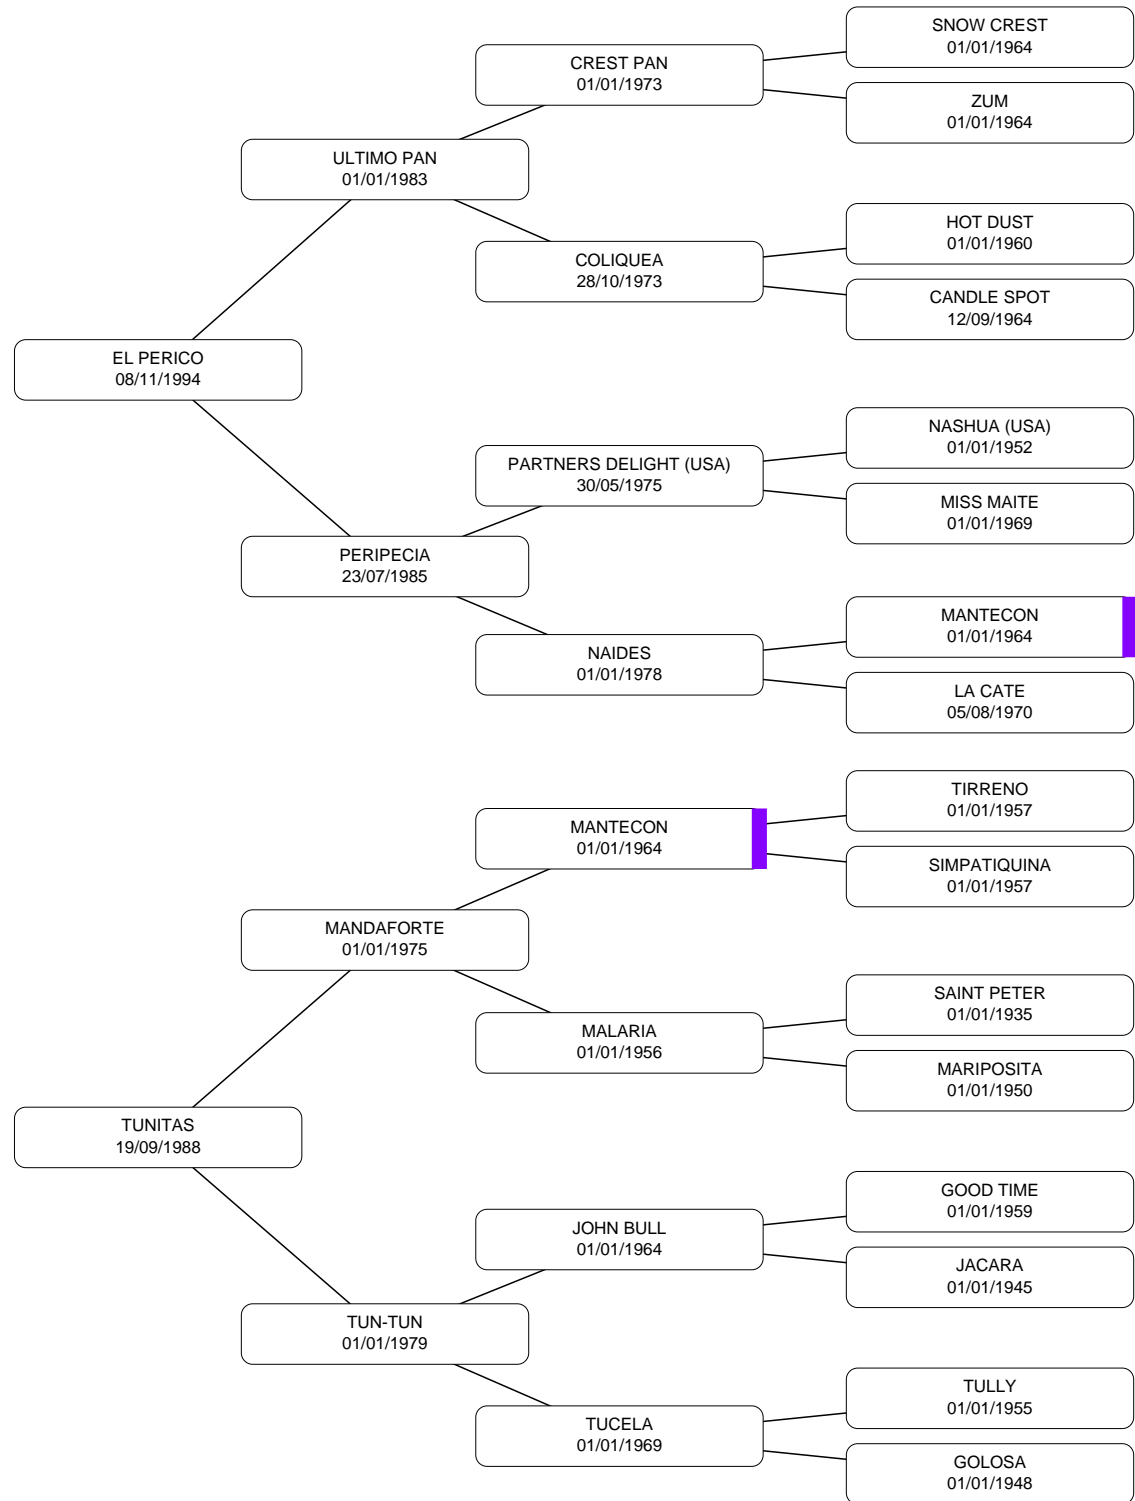 SNOW CREST
01/01/1964
CREST PAN
01/01/1973
ZUM
01/01/1964
ULTIMO PAN
01/01/1983
HOT DUST
01/01/1960
COLIQUEA
28/10/1973
CANDLE SPOT
12/09/1964
EL PERICO
08/11/1994
NASHUA (USA)
01/01/1952
PARTNERS DELIGHT (USA)
30/05/1975
MISS MAITE
01/01/1969
PERIPECIA
23/07/1985
MANTECON
01/01/1964
NAIDES
01/01/1978
LA CATE
05/08/1970
TIRRENO
01/01/1957
MANTECON
01/01/1964
SIMPATIQUINA
01/01/1957
MANDAFORTE
01/01/1975
SAINT PETER
01/01/1935
MALARIA
01/01/1956
MARIPOSITA
01/01/1950
TUNITAS
19/09/1988
GOOD TIME
01/01/1959
JOHN BULL
01/01/1964
JACARA
01/01/1945
TUN-TUN
01/01/1979
TULLY
01/01/1955
TUCELA
01/01/1969
GOLOSA
01/01/1948